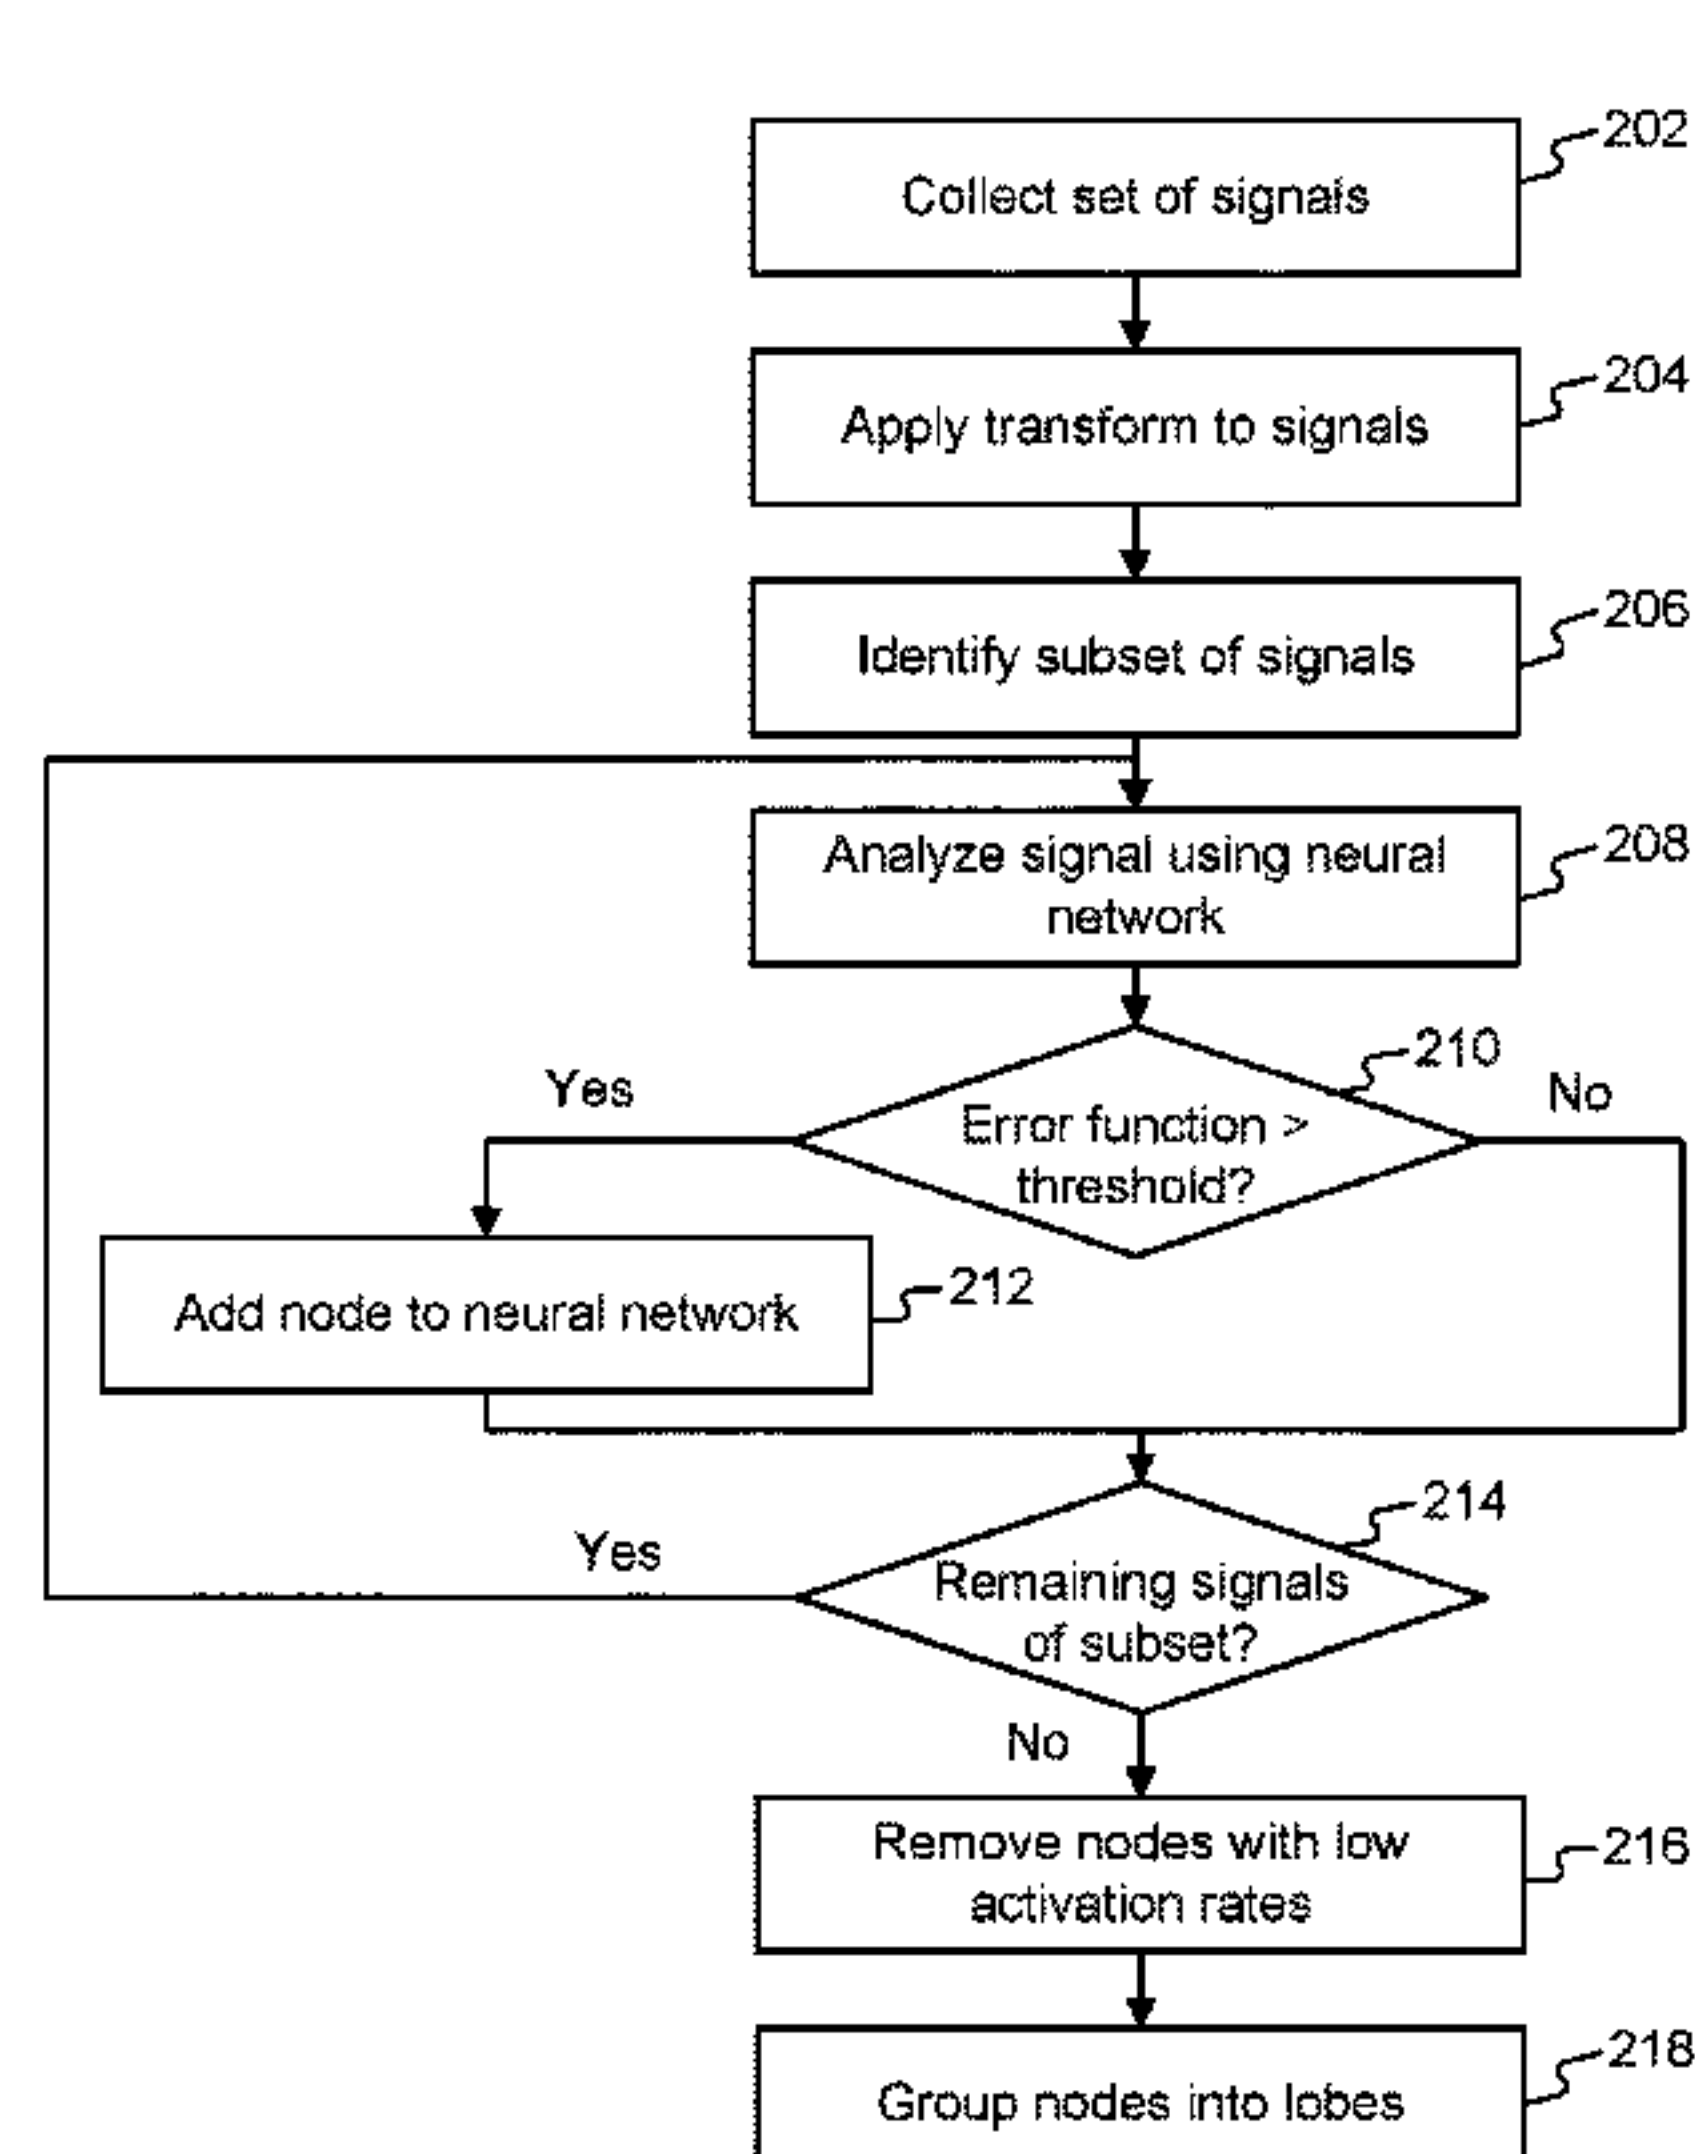 202
Collect set of signals
204
Apply transform to signals
206
Identify subset of signals
208
Analyze signal using neural
network
210
Yes
No
Error function >
threshold?
212
Add node to neural network
214
Yes
Remaining signals
of subset?
No
216
Remove nodes with low
activation rates
218
Group nodes into lobes